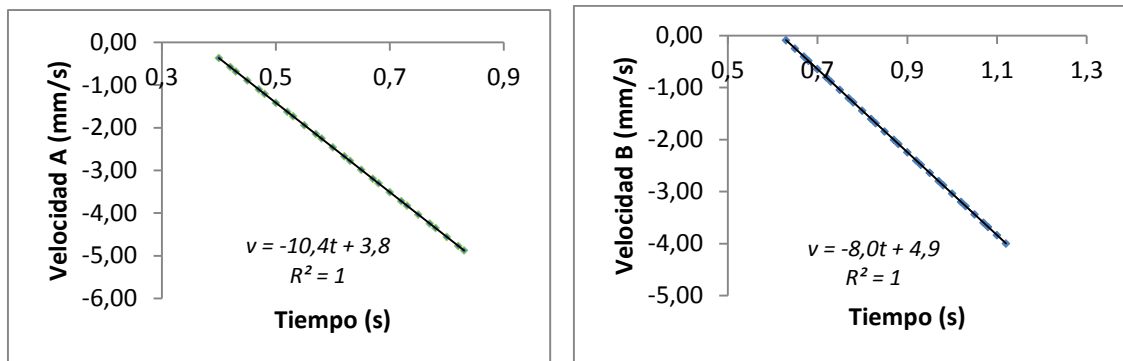 0,00
-1,00
-2,00
-3,00
-4,00
-5,00
-6,00
0,3 0,5 0,7 0,9
Velocidad A (mm/s)
v = -10,4t + 3,8
R² = 1
Tiempo (s)
0,00
-1,00
-2,00
-3,00
-4,00
-5,00
0,5 0,7 0,9 1,1 1,3
Velocidad B (mm/s)
v = -8,0t + 4,9
R² = 1
Tiempo (s)